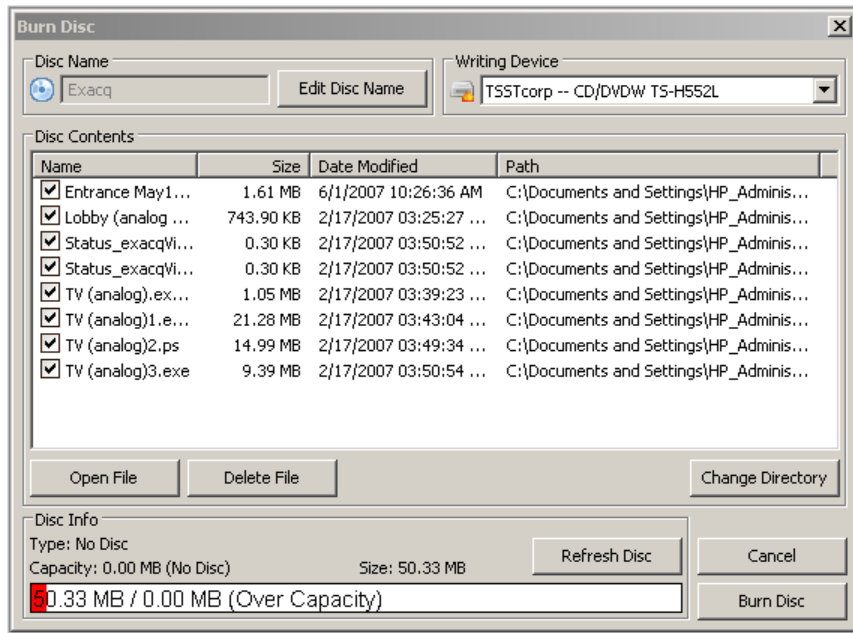 Burn Disc
Disc Name
Writing Device
Exacq
Edit Disc Name
TSSTcorp -- CD/DVDW TS-H552L
Disc Contents
Name Size Date Modified Path
Entrance May1... 1.61 MB 6/1/2007 10:26:36 AM C:\Documents and Settings\HP_Adminis...
Lobby (analog ... 743.90 KB 2/17/2007 03:25:27 ... C:\Documents and Settings\HP_Adminis...
Status_exacqVi... 0.30 KB 2/17/2007 03:50:52 ... C:\Documents and Settings\HP_Adminis...
Status_exacqVi... 0.30 KB 2/17/2007 03:50:52 ... C:\Documents and Settings\HP_Adminis...
TV (analog).ex... 1.05 MB 2/17/2007 03:39:23 ... C:\Documents and Settings\HP_Adminis...
TV (analog)1.e... 21.28 MB 2/17/2007 03:43:04 ... C:\Documents and Settings\HP_Adminis...
TV (analog)2.ps 14.99 MB 2/17/2007 03:49:34 ... C:\Documents and Settings\HP_Adminis...
TV (analog)3.exe 9.39 MB 2/17/2007 03:50:54 ... C:\Documents and Settings\HP_Adminis...
Open File
Delete File
Change Directory
Disc Info
Type: No Disc
Capacity: 0.00 MB (No Disc) Size: 50.33 MB
Refresh Disc
Cancel
50.33 MB / 0.00 MB (Over Capacity)
Burn Disc